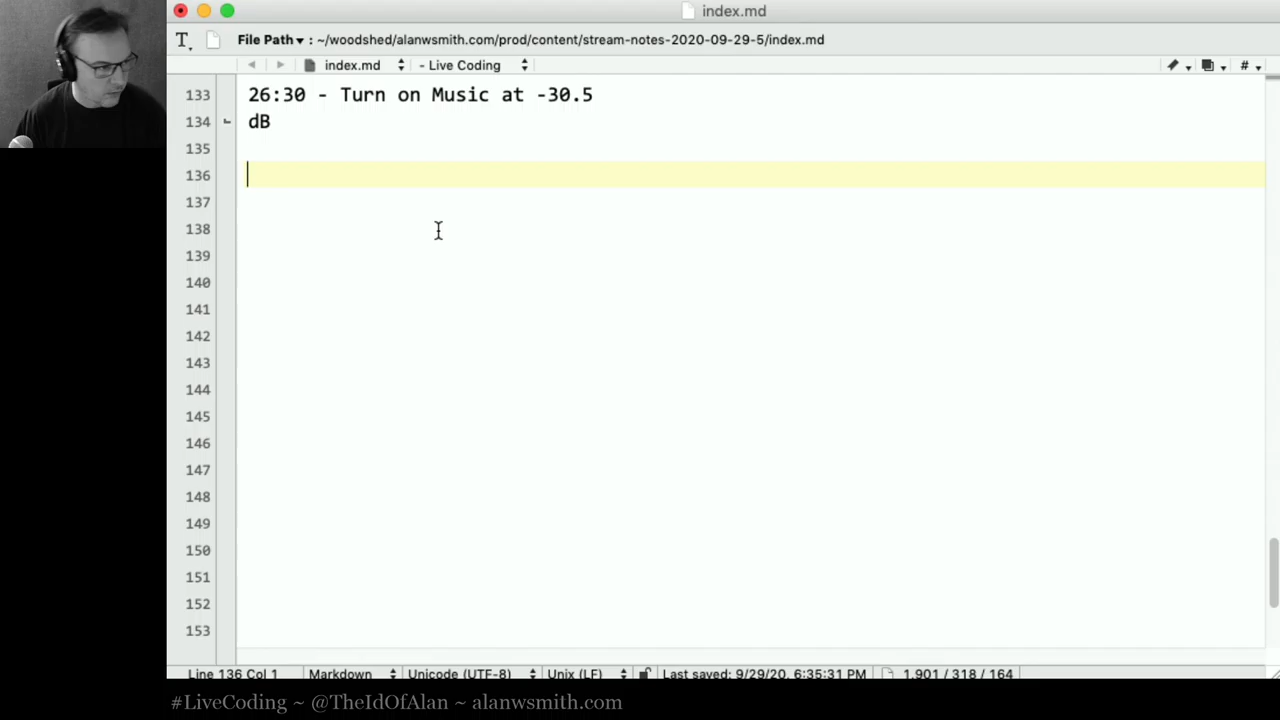 index.md
T. File Path : ~/woodshed/alanwsmith.com/prod/content/stream-notes-2020-09-29-5/index.md
index.md - Live Coding #
133 26:30 - Turn on Music at -30.5
134 dB
135
136
137
138
139
140
141
142
143
144
145
146
147
148
149
150
151
152
153
Line 136 Col 1 Markdown Unicode (UTF-8) Unix (LF) Last saved: 9/29/20, 6:35:31 PM 1,901 / 318 / 164
#LiveCoding ~ @TheIdOfAlan ~ alanwsmith.com